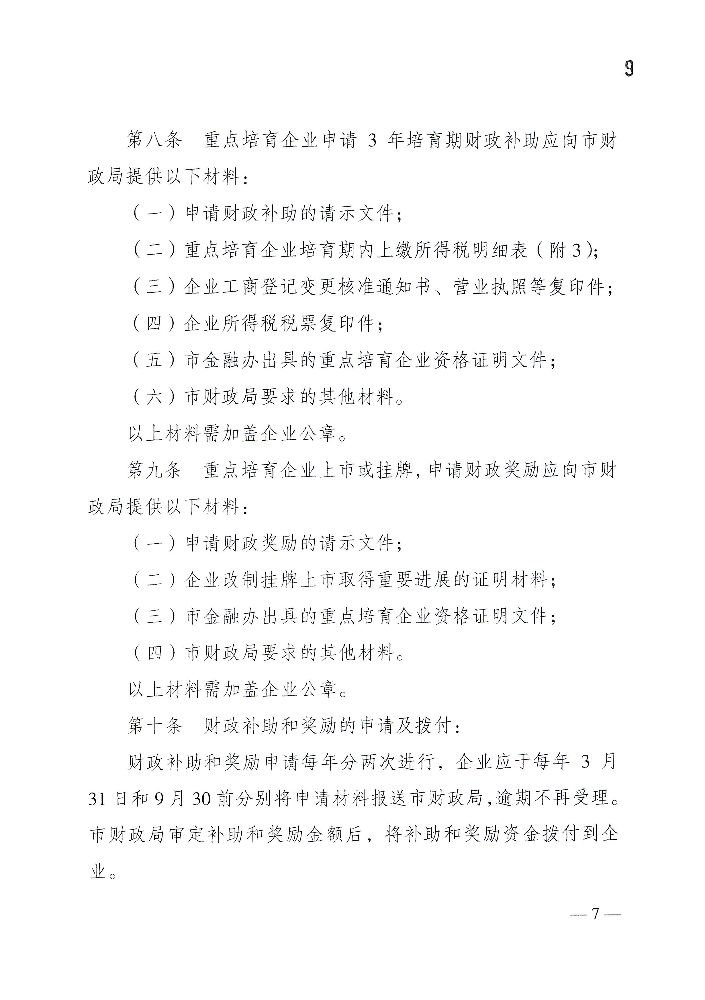 9
第八条　重点培育企业申请 3 年培育期财政补助应向市财
政局提供以下材料：
（一）申请财政补助的请示文件；
（二）重点培育企业培育期内上缴所得税明细表（附3）；
（三）企业工商登记变更核准通知书、营业执照等复印件；
（四）企业所得税税票复印件；
（五）市金融办出具的重点培育企业资格证明文件；
（六）市财政局要求的其他材料。
以上材料需加盖企业公章。
第九条　重点培育企业上市或挂牌，申请财政奖励应向市财
政局提供以下材料：
（一）申请财政奖励的请示文件；
（二）企业改制挂牌上市取得重要进展的证明材料；
（三）市金融办出具的重点培育企业资格证明文件；
（四）市财政局要求的其他材料。
以上材料需加盖企业公章。
第十条　财政补助和奖励的申请及拨付：
财政补助和奖励申请每年分两次进行，企业应于每年 3 月
31 日和 9 月 30 前分别将申请材料报送市财政局，逾期不再受理。
市财政局审定补助和奖励金额后，将补助和奖励资金拨付到企
业。
— 7 —